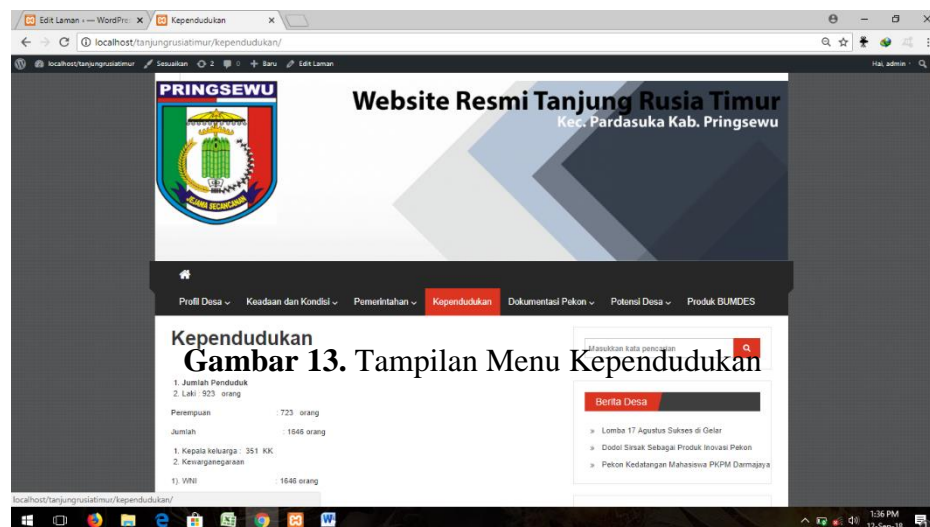 Edit Laman ‹ — WordPre
Kependudukan
localhost/tanjungrusiatimur/kependudukan/
localhost/tanjungrusiatimur Sesuaikan 2 0 + Baru Edit Laman Hai, admin
PRINGSEWU
JEJAMA SECANCANAN
Website Resmi Tanjung Rusia Timur
Kec. Pardasuka Kab. Pringsewu
Profil Desa Keadaan dan Kondisi Pemerintahan Kependudukan Dokumentasi Pekon Potensi Desa Produk BUMDES
Kependudukan
Masukkan kata pencarian
Gambar 13. Tampilan Menu Kependudukan
1. Jumlah Penduduk
2. Laki : 923 orang
Perempuan : 723 orang
Jumlah : 1646 orang
1. Kepala keluarga : 351 KK
2. Kewarganegaraan
1). WNI : 1646 orang
Berita Desa
» Lomba 17 Agustus Sukses di Gelar
» Dodol Sirsak Sebagai Produk Inovasi Pekon
» Pekon Kedatangan Mahasiswa PKPM Darmajaya
localhost/tanjungrusiatimur/kependudukan/
1:36 PM
12-Sep-18